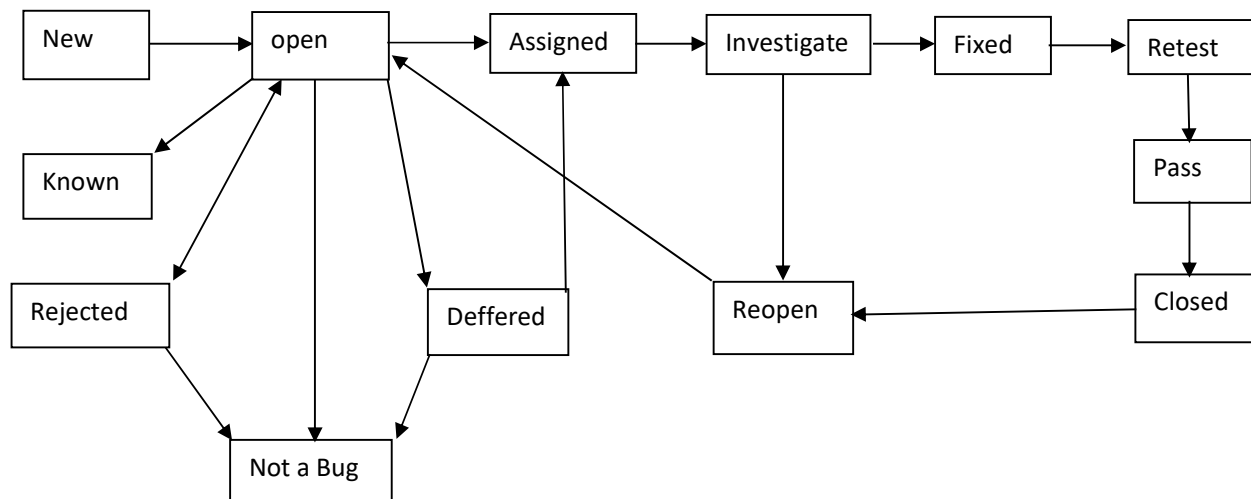 New
open
Assigned
Investigate
Fixed
Retest
Known
Pass
Rejected
Deffered
Reopen
Closed
Not a Bug